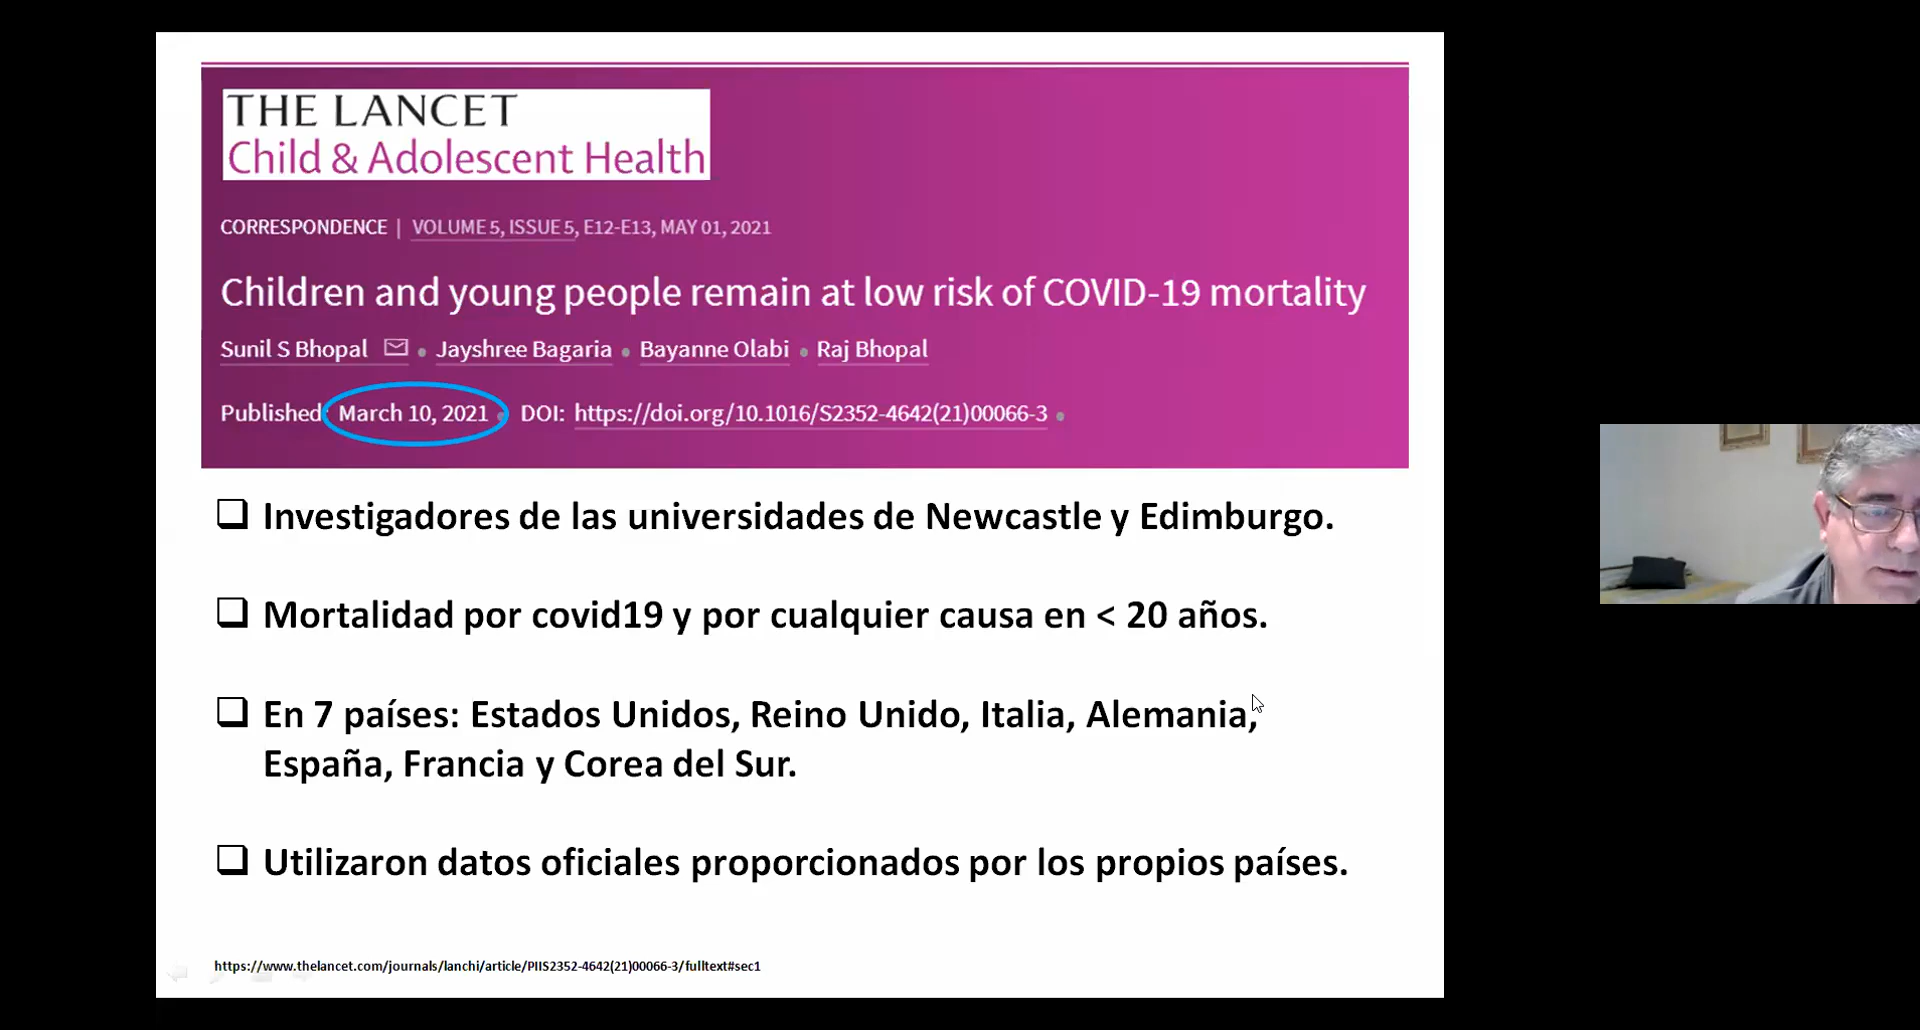 THE LANCET
Child & Adolescent Health
CORRESPONDENCE | VOLUME 5, ISSUE 5, E12-E13, MAY 01, 2021
Children and young people remain at low risk of COVID-19 mortality
Sunil S Bhopal • Jayshree Bagaria • Bayanne Olabi • Raj Bhopal
Published: March 10, 2021 • DOI: https://doi.org/10.1016/S2352-4642(21)00066-3 •
Investigadores de las universidades de Newcastle y Edimburgo.
Mortalidad por covid19 y por cualquier causa en < 20 años.
En 7 países: Estados Unidos, Reino Unido, Italia, Alemania,
España, Francia y Corea del Sur.
Utilizaron datos oficiales proporcionados por los propios países.
https://www.thelancet.com/journals/lanchi/article/PIIS2352-4642(21)00066-3/fulltext#sec1